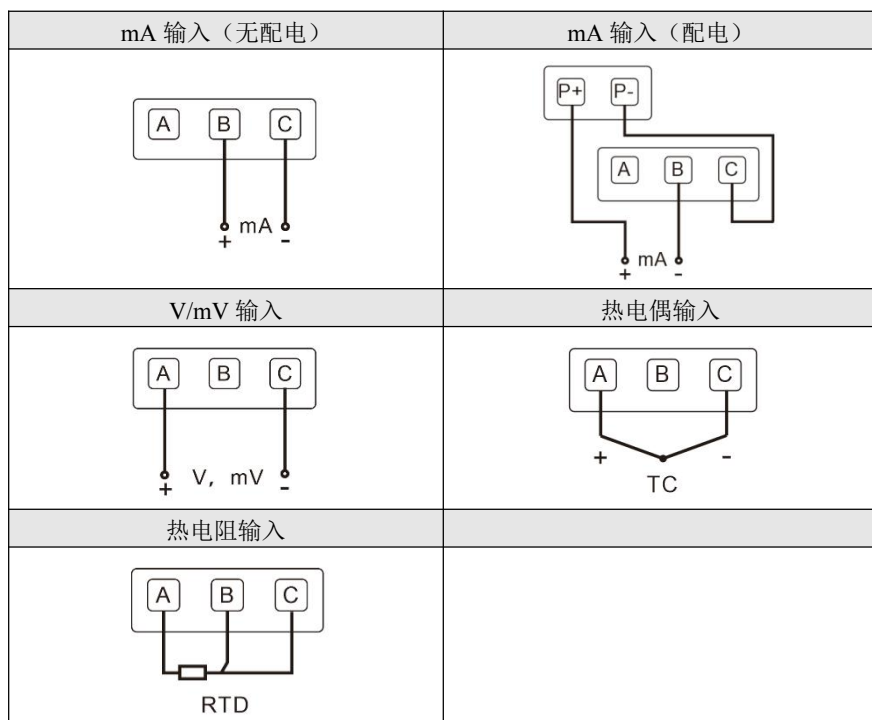 mA 输入（无配电）
mA 输入（配电）
A B C
+ mA -
P+ P-
A B C
+ mA -
V/mV 输入
热电偶输入
A B C
+ V, mV -
A B C
+ -
TC
热电阻输入
A B C
RTD